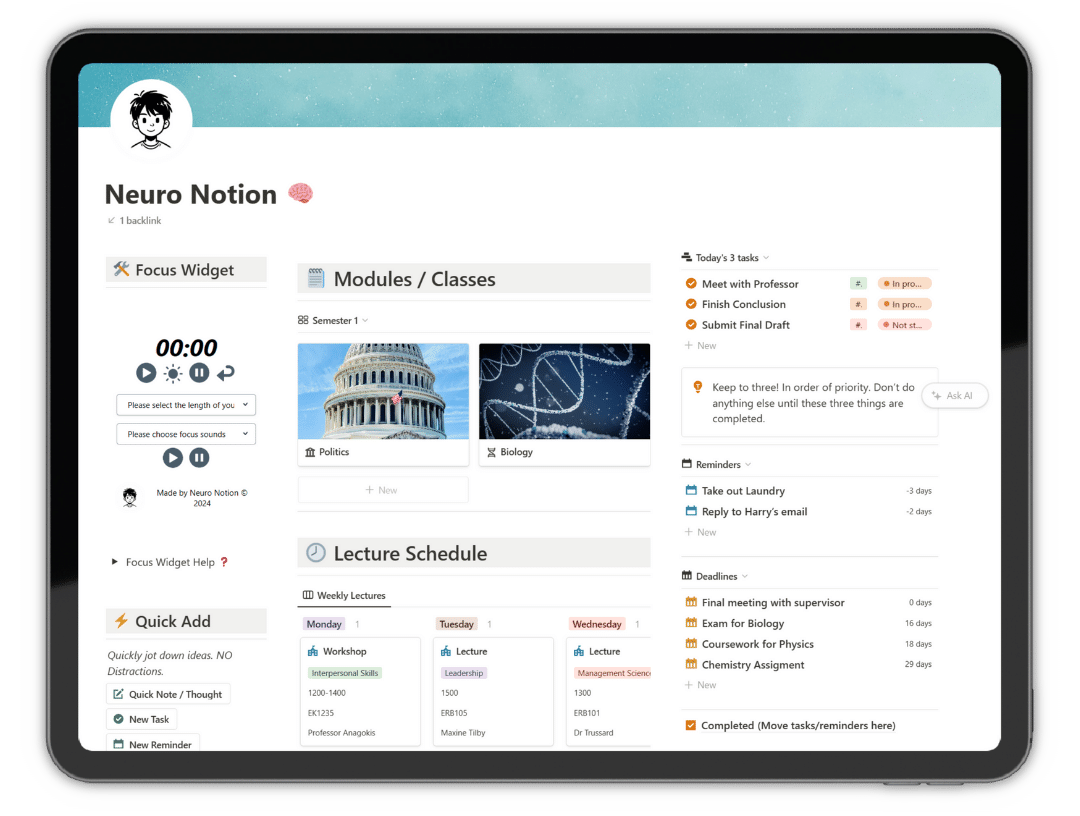 Neuro Notion
1 backlink
Focus Widget
00:00
Please select the length of you
Please choose focus sounds
Made by Neuro Notion ©
2024
Focus Widget Help
Quick Add
Quickly jot down ideas. NO
Distractions.
Quick Note / Thought
New Task
New Reminder
Modules / Classes
Semester 1
Politics
Biology
New
Lecture Schedule
Weekly Lectures
Monday 1
Workshop
Interpersonal Skills
1200-1400
EK1235
Professor Anagokis
Tuesday 1
Lecture
Leadership
1500
ERB105
Maxine Tilby
Wednesday 1
Lecture
Management Science
1300
ERB101
Dr Trussard
Today's 3 tasks
Meet with Professor #. In pro...
Finish Conclusion #. In pro...
Submit Final Draft #. Not st...
New
Keep to three! In order of priority. Don't do
anything else until these three things are
completed.
Ask AI
Reminders
Take out Laundry -3 days
Reply to Harry's email -2 days
New
Deadlines
Final meeting with supervisor 0 days
Exam for Biology 16 days
Coursework for Physics 18 days
Chemistry Assigment 29 days
New
Completed (Move tasks/reminders here)